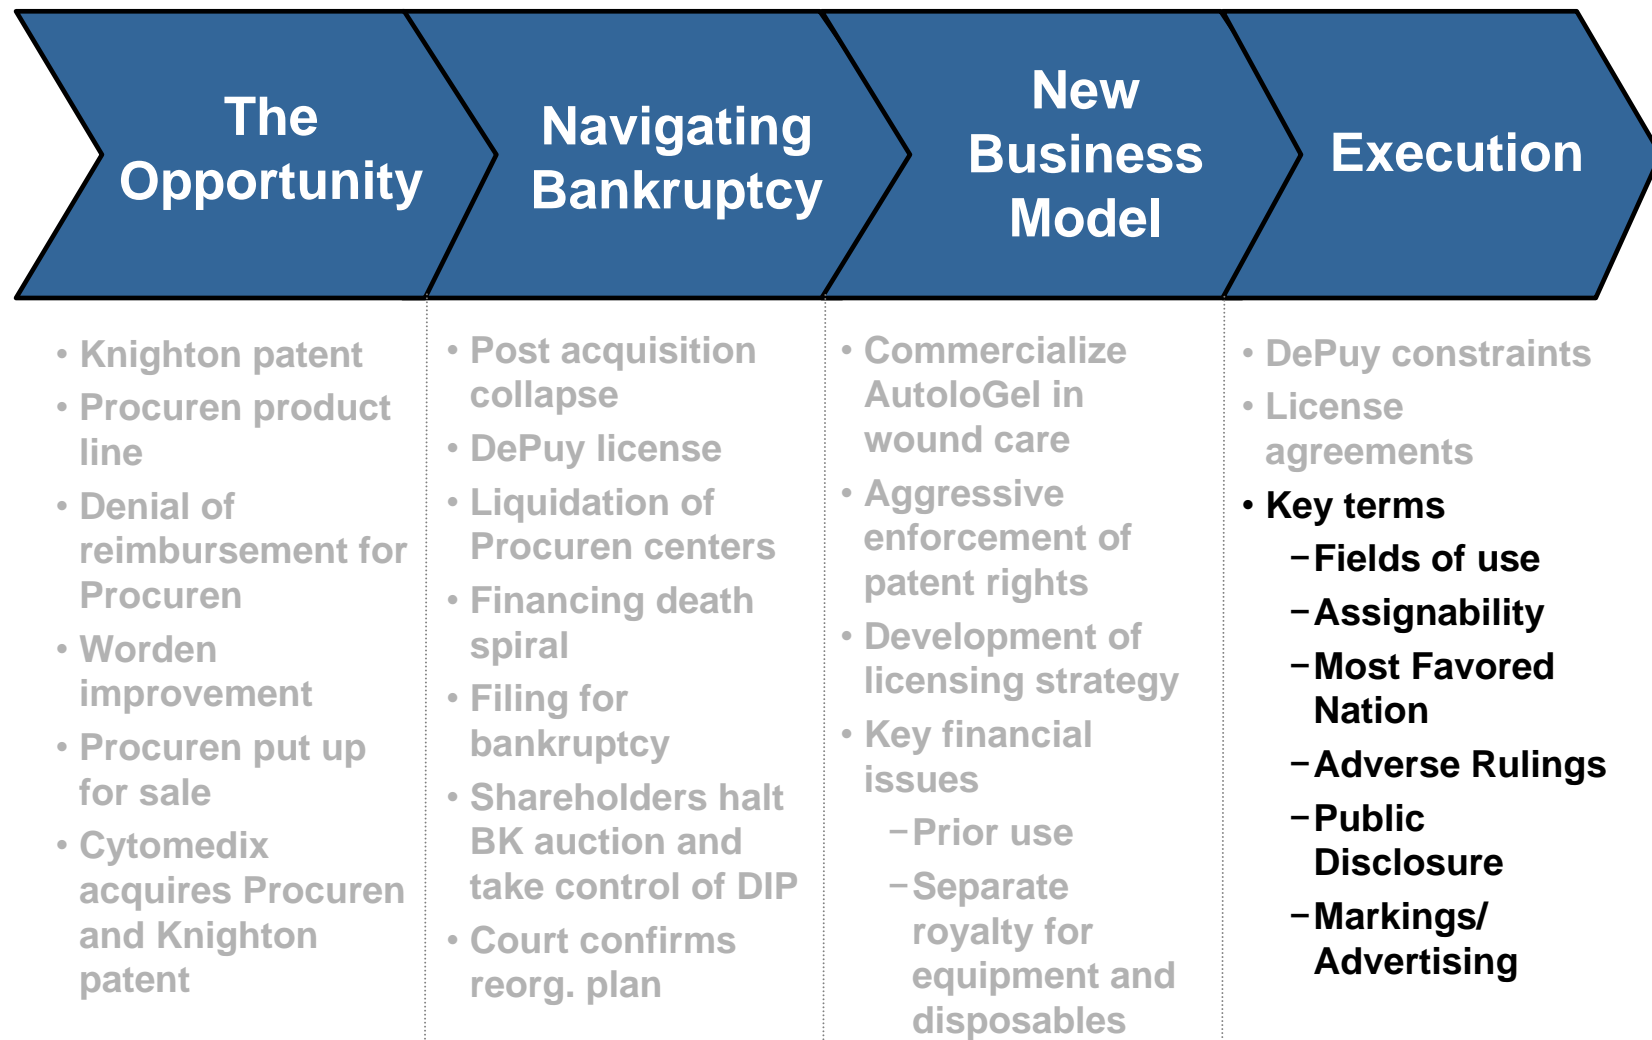 The
Opportunity
Navigating
Bankruptcy
New
Business
Model
Execution
• Knighton patent
• Procuren product
line
• Denial of
reimbursement for
Procuren
• Worden
improvement
• Procuren put up
for sale
• Cytomedix
acquires Procuren
and Knighton
patent
• Post acquisition
collapse
• DePuy license
• Liquidation of
Procuren centers
• Financing death
spiral
• Filing for
bankruptcy
• Shareholders halt
BK auction and
take control of DIP
• Court confirms
reorg. plan
• Commercialize
AutoloGel in
wound care
• Aggressive
enforcement of
patent rights
• Development of
licensing strategy
• Key financial
issues
–Prior use
–Separate
royalty for
equipment and
disposables
• DePuy constraints
• License
agreements
• Key terms
–Fields of use
–Assignability
–Most Favored
Nation
–Adverse Rulings
–Public
Disclosure
–Markings/
Advertising